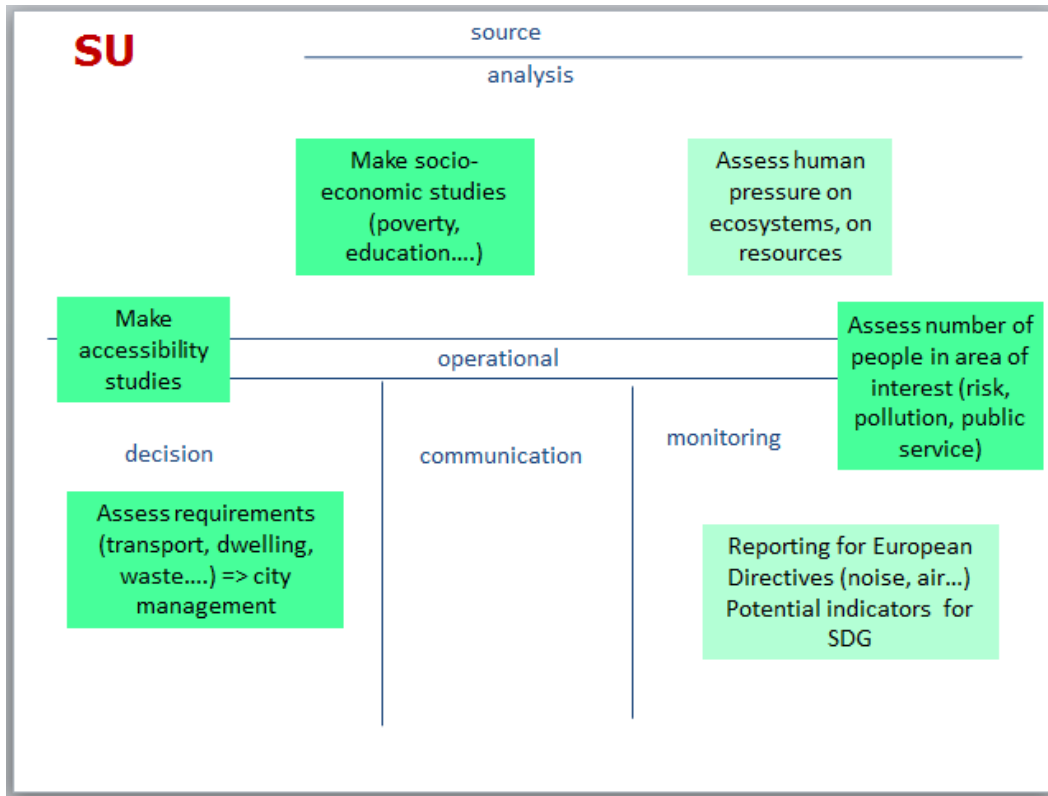 SU
source
analysis
Make socio-
economic studies
(poverty,
education....)
Assess human
pressure on
ecosystems, on
resources
Make
accessibility
studies
operational
Assess number of
people in area of
interest (risk,
pollution, public
service)
decision
communication
monitoring
Assess requirements
(transport, dwelling,
waste....) => city
management
Reporting for European
Directives (noise, air...)
Potential indicators for
SDG